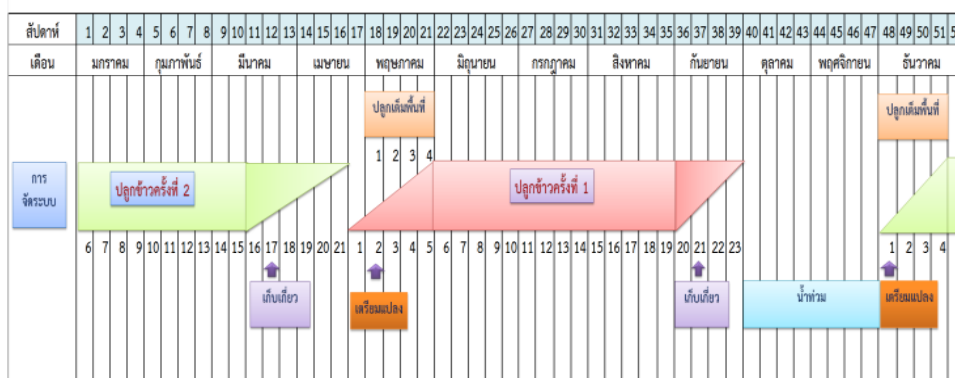 สัปดาห์ 1 2 3 4 5 6 7 8 9 10 11 12 13 14 15 16 17 18 19 20 21 22 23 24 25 26 27 28 29 30 31 32 33 34 35 36 37 38 39 40 41 42 43 44 45 46 47 48 49 50 51
เดือน มกราคม กุมภาพันธ์ มีนาคม เมษายน พฤษภาคม มิถุนายน กรกฎาคม สิงหาคม กันยายน ตุลาคม พฤศจิกายน ธันวาคม
ปลูกเต็มพื้นที่ ปลูกเต็มพื้นที่
1 2 3 4
การ
จัดระบบ
ปลูกข้าวครั้งที่ 2 ปลูกข้าวครั้งที่ 1
6 7 8 9 10 11 12 13 14 15 16 17 18 19 20 21 1 2 3 4 5 6 7 8 9 10 11 12 13 14 15 16 17 18 19 20 21 22 23 1 2 3 4
เก็บเกี่ยว เตรียมแปลง เก็บเกี่ยว น้ำท่วม เตรียมแปลง